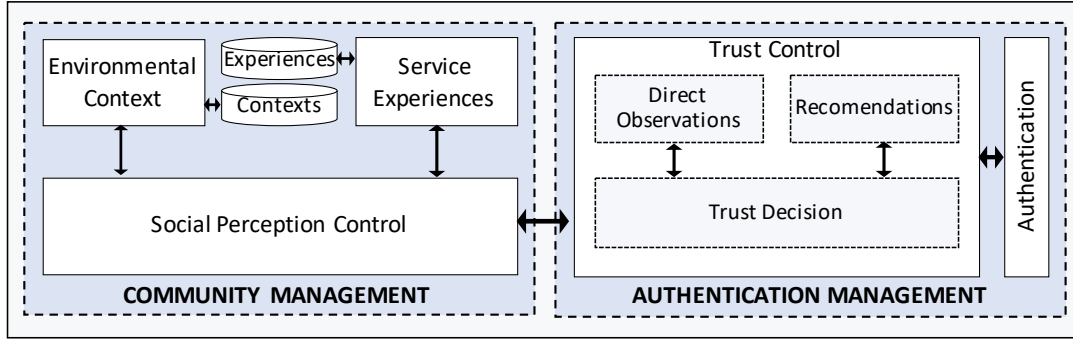 Environmental
Context
Experiences
Contexts
Service
Experiences
Social Perception Control
COMMUNITY MANAGEMENT
Trust Control
Direct
Observations
Recomendations
Trust Decision
Authentication
AUTHENTICATION MANAGEMENT